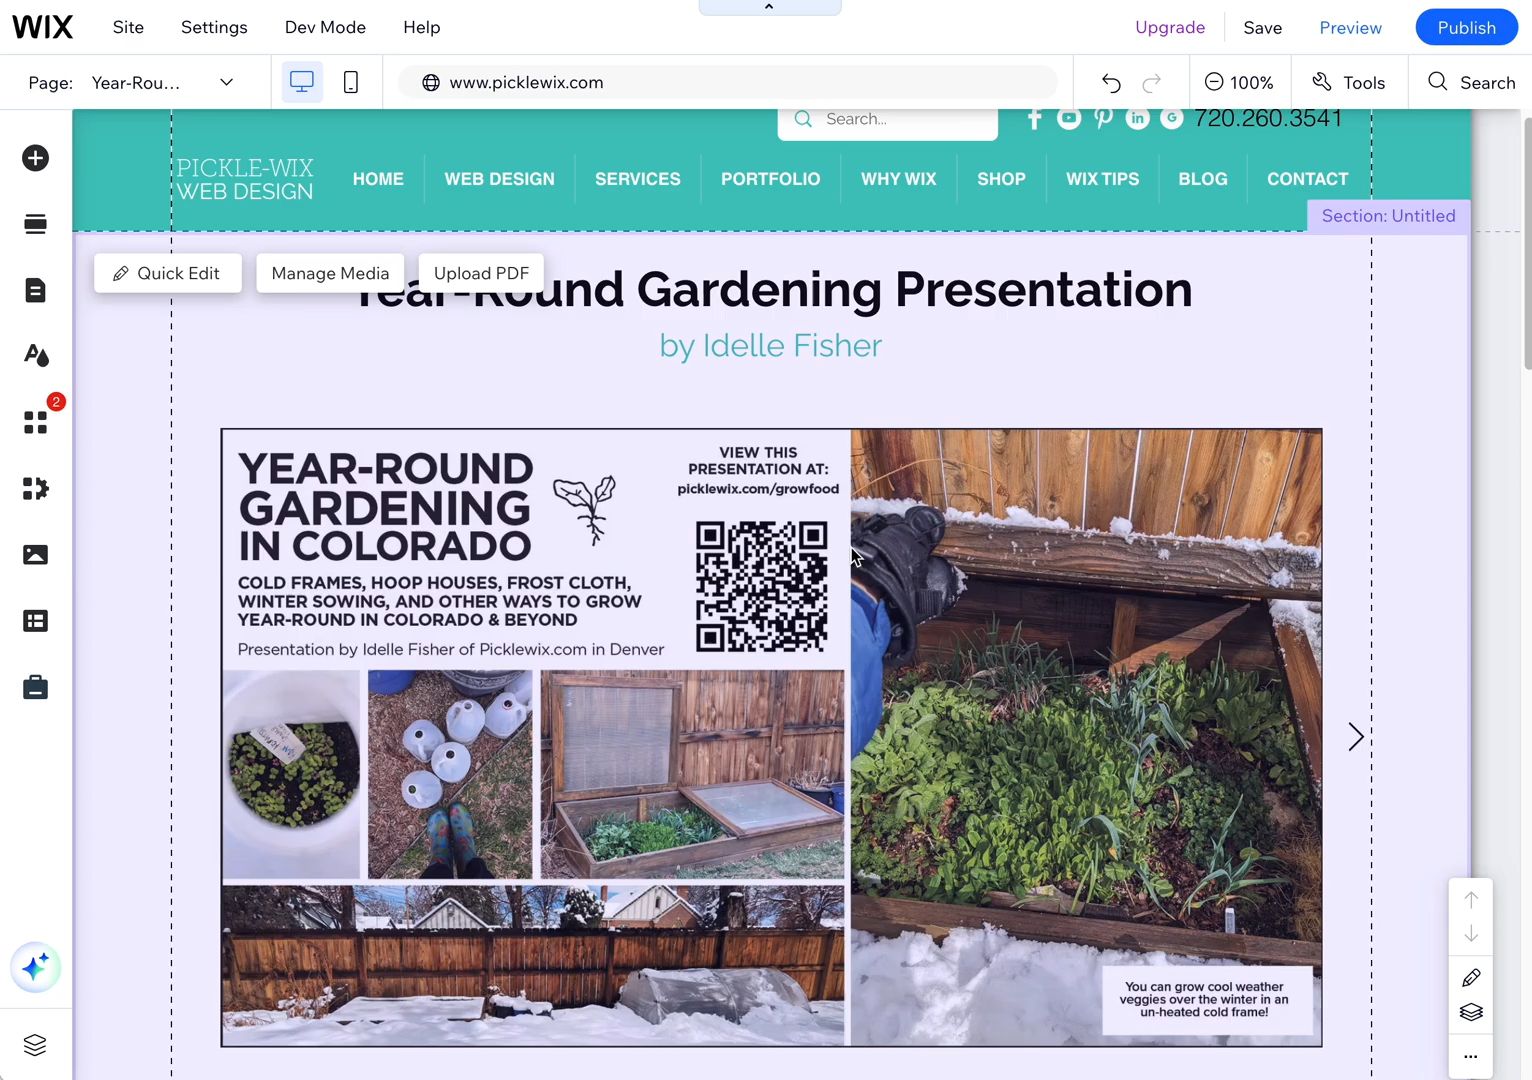 WIX Site Settings Dev Mode Help Upgrade Save Preview Publish
Page: Year-Rou... www.picklewix.com 100% Tools Search
Search... 720.260.3541
PICKLE-WIX
WEB DESIGN
HOME WEB DESIGN SERVICES PORTFOLIO WHY WIX SHOP WIX TIPS BLOG CONTACT
Section: Untitled
Quick Edit Manage Media Upload PDF
Year-Round Gardening Presentation
by Idelle Fisher
2
YEAR-ROUND
GARDENING
IN COLORADO
COLD FRAMES, HOOP HOUSES, FROST CLOTH,
WINTER SOWING, AND OTHER WAYS TO GROW
YEAR-ROUND IN COLORADO & BEYOND
Presentation by Idelle Fisher of Picklewix.com in Denver
VIEW THIS
PRESENTATION AT:
picklewix.com/growfood
You can grow cool weather
veggies over the winter in an
un-heated cold frame!